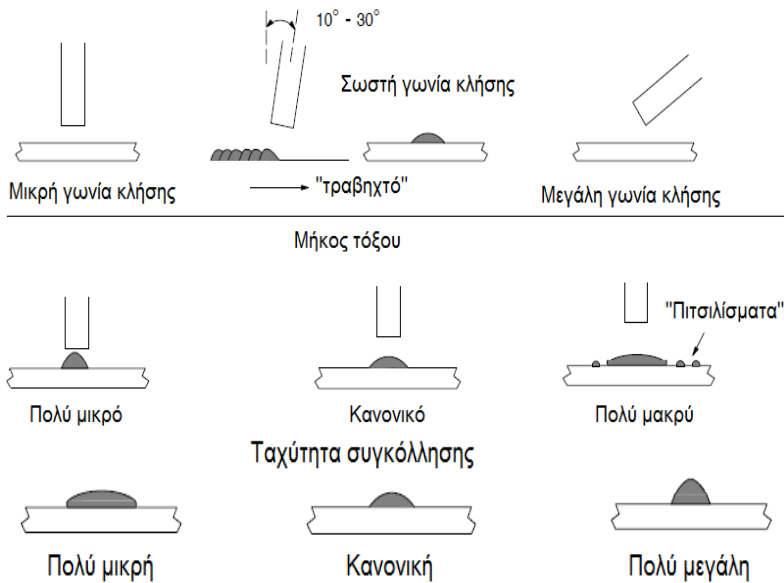 10° - 30°
Σωστή γωνία κλήσης
Μικρή γωνία κλήσης
"τραβηχτό"
Μεγάλη γωνία κλήσης
Μήκος τόξου
"Πιτσιλίσματα"
Πολύ μικρό
Κανονικό
Πολύ μακρύ
Ταχύτητα συγκόλλησης
Πολύ μικρή
Κανονική
Πολύ μεγάλη